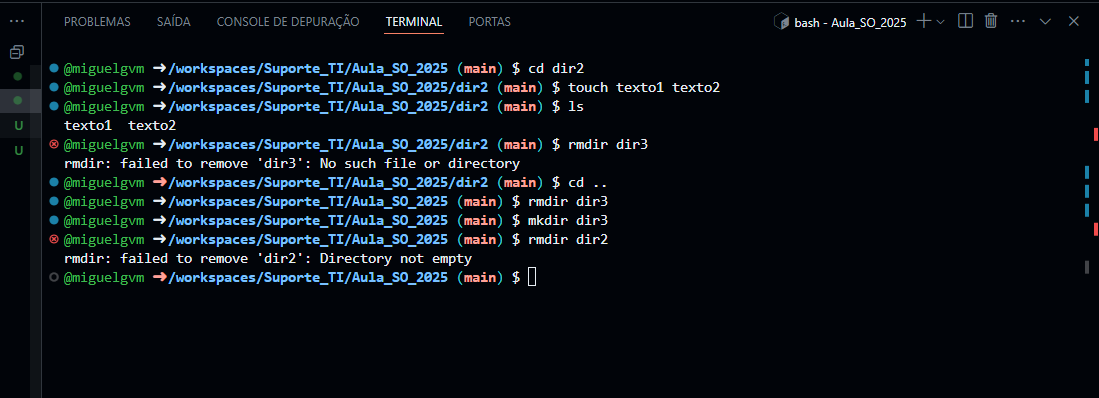 PROBLEMAS SAÍDA CONSOLE DE DEPURAÇÃO TERMINAL PORTAS bash - Aula_SO_2025
@miguelgvm ➜/workspaces/Suporte_TI/Aula_SO_2025 (main) $ cd dir2
@miguelgvm ➜/workspaces/Suporte_TI/Aula_SO_2025/dir2 (main) $ touch texto1 texto2
@miguelgvm ➜/workspaces/Suporte_TI/Aula_SO_2025/dir2 (main) $ ls
texto1  texto2
@miguelgvm ➜/workspaces/Suporte_TI/Aula_SO_2025/dir2 (main) $ rmdir dir3
rmdir: failed to remove 'dir3': No such file or directory
@miguelgvm ➜/workspaces/Suporte_TI/Aula_SO_2025/dir2 (main) $ cd ..
@miguelgvm ➜/workspaces/Suporte_TI/Aula_SO_2025 (main) $ rmdir dir3
@miguelgvm ➜/workspaces/Suporte_TI/Aula_SO_2025 (main) $ mkdir dir3
@miguelgvm ➜/workspaces/Suporte_TI/Aula_SO_2025 (main) $ rmdir dir2
rmdir: failed to remove 'dir2': Directory not empty
@miguelgvm ➜/workspaces/Suporte_TI/Aula_SO_2025 (main) $
U
U